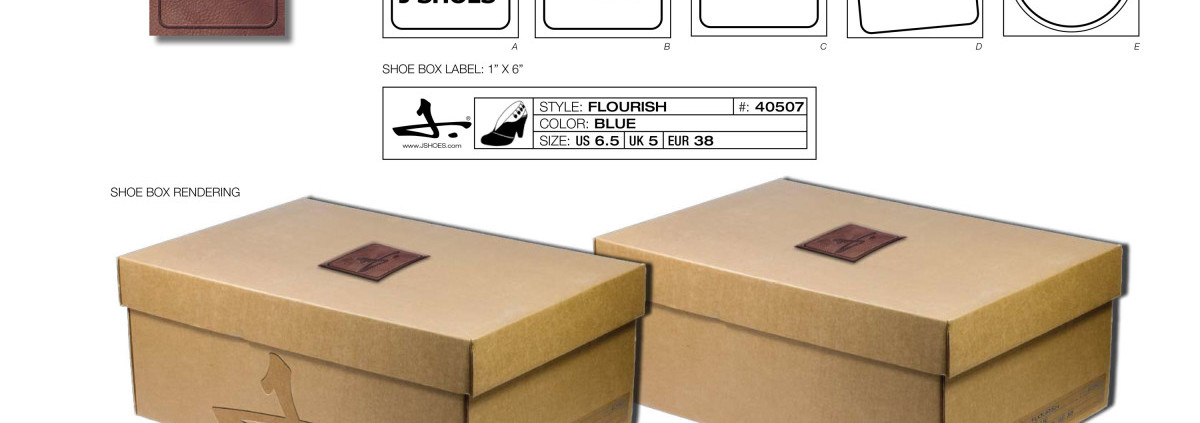 J SHOES
A
B
C
D
E
SHOE BOX LABEL: 1” X 6”
J.®
www.JSHOES.com
STYLE: FLOURISH
#: 40507
COLOR: BLUE
SIZE: US 6.5 UK 5 EUR 38
SHOE BOX RENDERING
J.
J.
J
FLOURISH